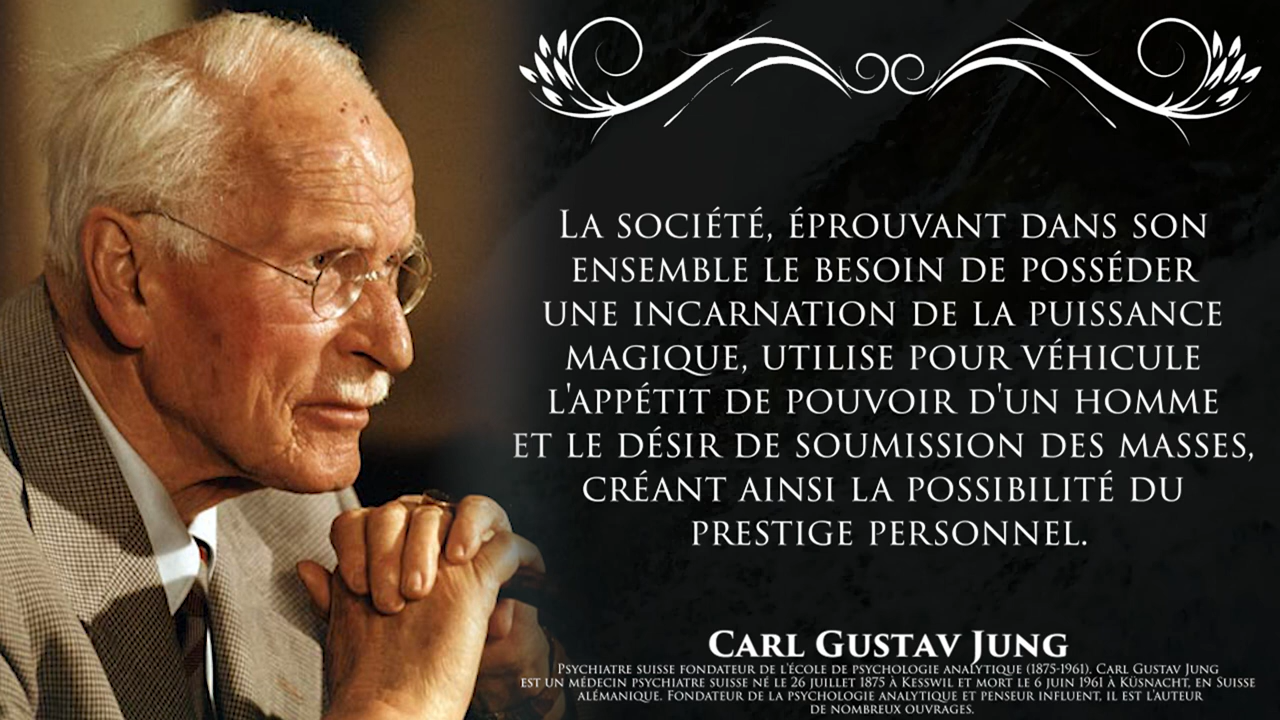 La société, éprouvant dans son
ensemble le besoin de posséder
une incarnation de la puissance
magique, utilise pour véhicule
l'appétit de pouvoir d'un homme
et le désir de soumission des masses,
créant ainsi la possibilité du
prestige personnel.
Carl Gustav Jung
Psychiatre suisse fondateur de l'école de psychologie analytique (1875-1961). Carl Gustav Jung
est un médecin psychiatre suisse né le 26 juillet 1875 à Kesswil et mort le 6 juin 1961 à Küsnacht, en Suisse
alémanique. Fondateur de la psychologie analytique et penseur influent, il est l'auteur
de nombreux ouvrages.